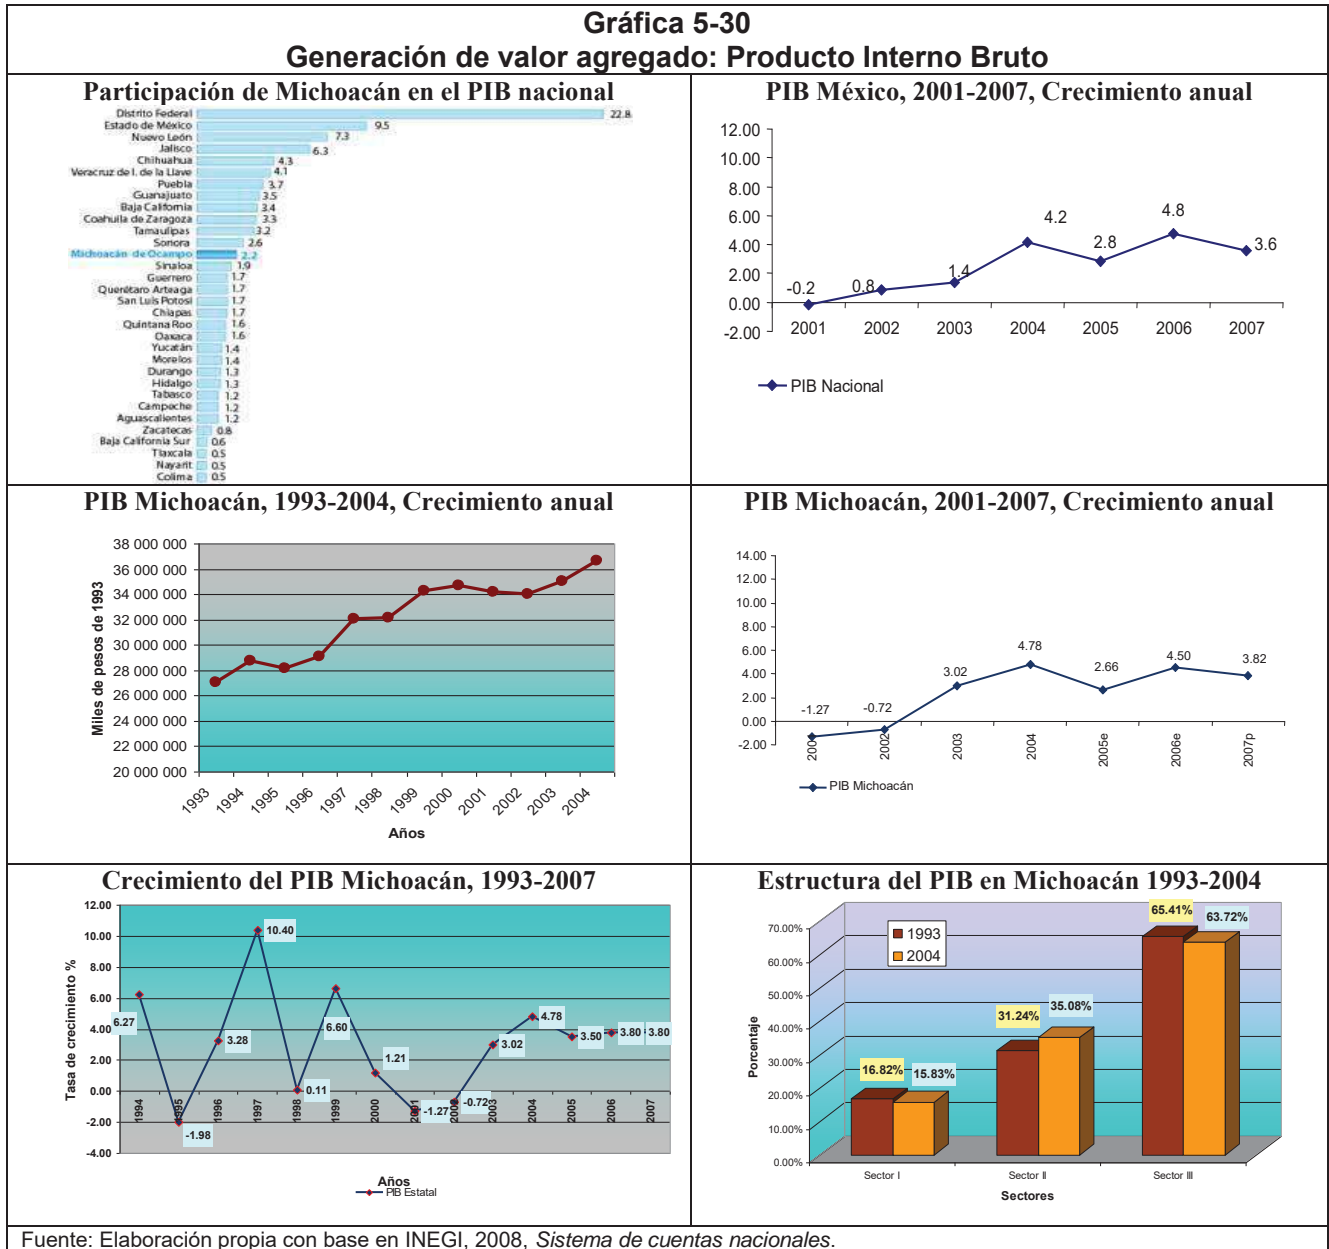 Gráfica 5-30
Generación de valor agregado: Producto Interno Bruto
Participación de Michoacán en el PIB nacional
Distrito Federal 22.8
Estado de México 9.5
Nuevo León 7.3
Jalisco 6.3
Chihuahua 4.3
Veracruz de I. de la Llave 4.1
Puebla 3.7
Guanajuato 3.5
Baja California 3.4
Coahuila de Zaragoza 3.3
Tamaulipas 3.2
Sonora 2.6
Michoacán de Ocampo 2.2
Sinaloa 1.9
Guerrero 1.7
Querétaro Arteaga 1.7
San Luis Potosí 1.7
Chiapas 1.7
Quintana Roo 1.6
Oaxaca 1.6
Yucatán 1.4
Morelos 1.4
Durango 1.3
Hidalgo 1.3
Tabasco 1.2
Campeche 1.2
Aguascalientes 1.2
Zacatecas 0.8
Baja California Sur 0.6
Tlaxcala 0.5
Nayarit 0.5
Colima 0.5
PIB México, 2001-2007, Crecimiento anual
12.00
10.00
8.00
6.00
4.00
2.00
0.00
-2.00
-0.2
0.8
1.4
4.2
2.8
4.8
3.6
2001 2002 2003 2004 2005 2006 2007
PIB Nacional
PIB Michoacán, 1993-2004, Crecimiento anual
Miles de pesos de 1993
38 000 000
36 000 000
34 000 000
32 000 000
30 000 000
28 000 000
26 000 000
24 000 000
22 000 000
20 000 000
1993 1994 1995 1996 1997 1998 1999 2000 2001 2002 2003 2004
Años
PIB Michoacán, 2001-2007, Crecimiento anual
14.00
12.00
10.00
8.00
6.00
4.00
2.00
0.00
-2.00
-1.27
-0.72
3.02
4.78
2.66
4.50
3.82
2001 2002 2003 2004 2005e 2006e 2007p
PIB Michoacán
Crecimiento del PIB Michoacán, 1993-2007
Tasa de crecimiento %
12.00
10.00
8.00
6.00
4.00
2.00
0.00
-2.00
-4.00
6.27
-1.98
3.28
10.40
0.11
6.60
1.21
-1.27
-0.72
3.02
4.78
3.50
3.80
3.80
1994 1995 1996 1997 1998 1999 2000 2001 2002 2003 2004 2005 2006 2007
Años
PIB Estatal
Estructura del PIB en Michoacán 1993-2004
Porcentaje
70.00%
60.00%
50.00%
40.00%
30.00%
20.00%
10.00%
0.00%
1993
2004
16.82% 15.83%
31.24% 35.08%
65.41% 63.72%
Sector I Sector II Sector III
Sectores
Fuente: Elaboración propia con base en INEGI, 2008, Sistema de cuentas nacionales.